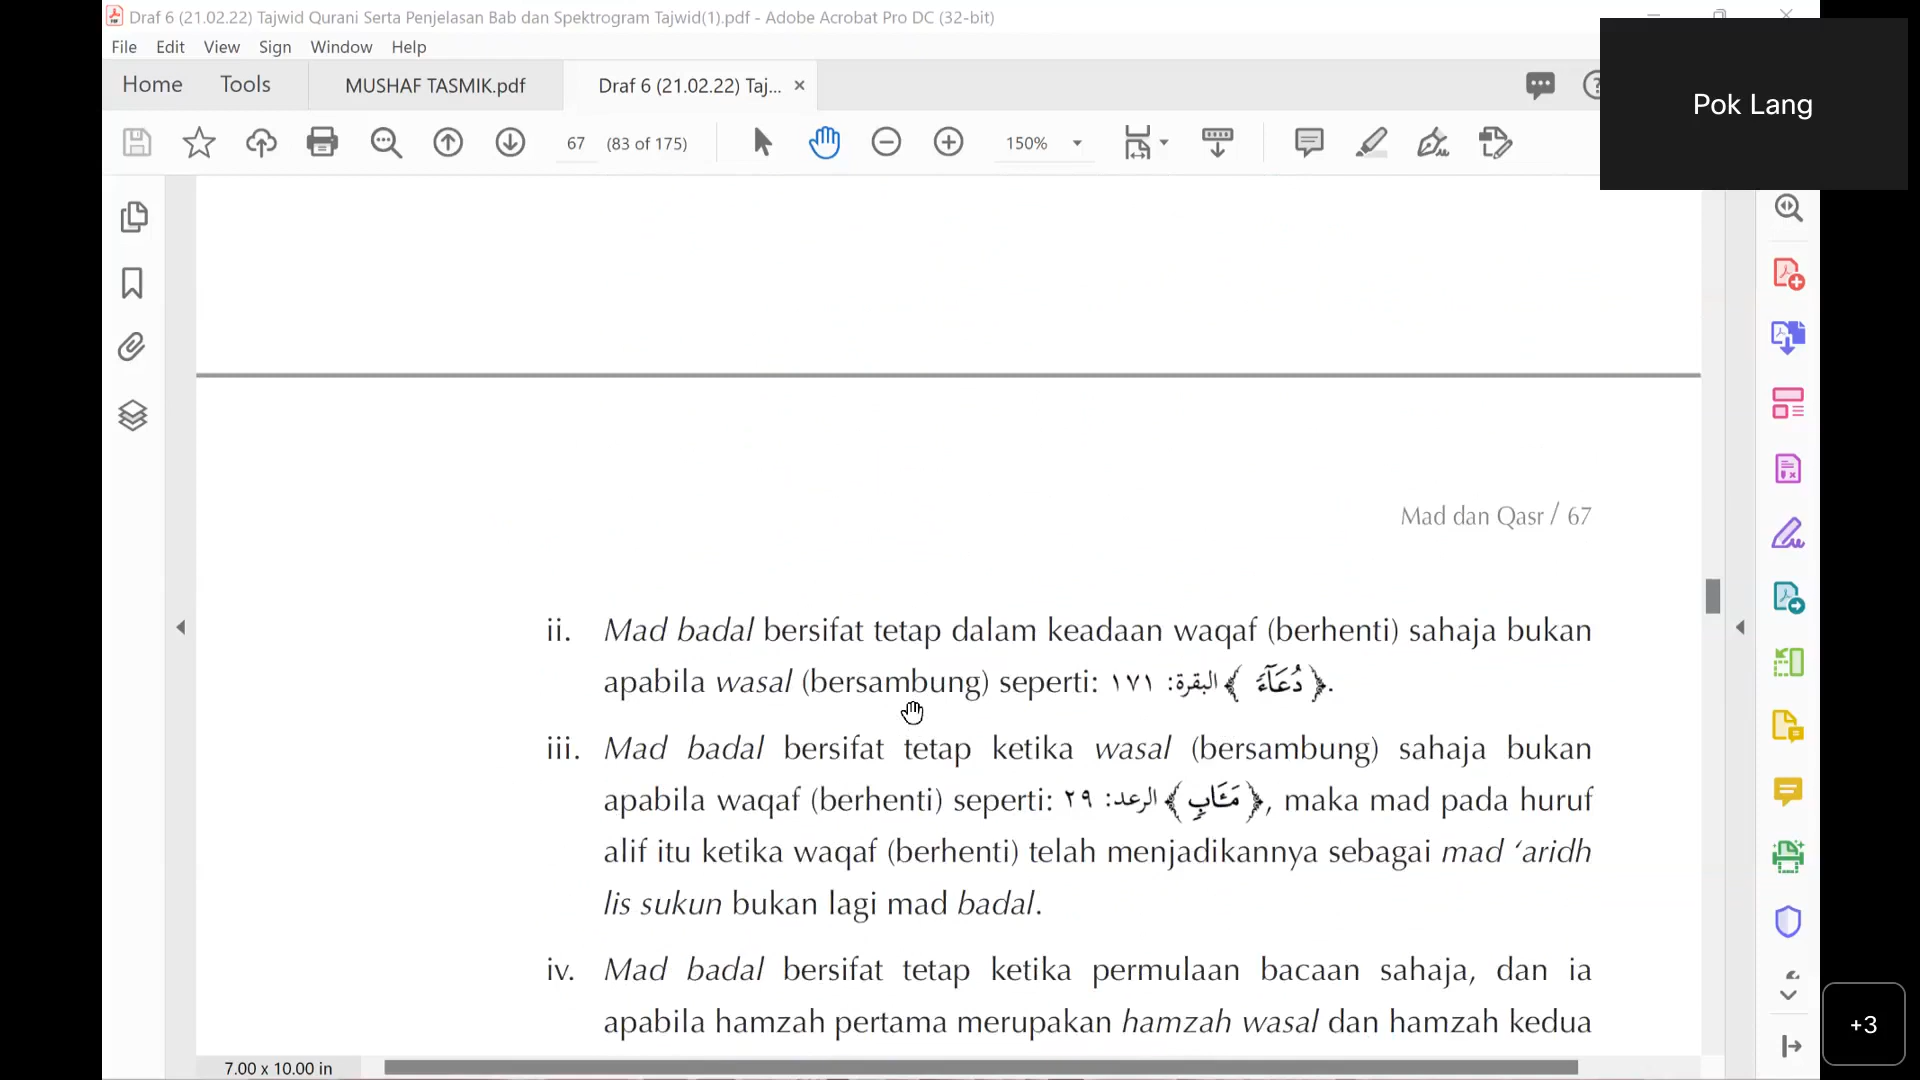 Draf 6 (21.02.22) Tajwid Qurani Serta Penjelasan Bab dan Spektrogram Tajwid(1).pdf - Adobe Acrobat Pro DC (32-bit)
File Edit View Sign Window Help
Home Tools MUSHAF TASMIK.pdf Draf 6 (21.02.22) Taj... ×
Pok Lang
67 (83 of 175) 150%
Mad dan Qasr / 67
ii. Mad badal bersifat tetap dalam keadaan waqaf (berhenti) sahaja bukan
apabila wasal (bersambung) seperti: ﴿دُعَآءً﴾ البقرة: ١٧١.
iii. Mad badal bersifat tetap ketika wasal (bersambung) sahaja bukan
apabila waqaf (berhenti) seperti: ﴿مَـَٔابٍ﴾ الرعد: ٢٩, maka mad pada huruf
alif itu ketika waqaf (berhenti) telah menjadikannya sebagai mad ‘aridh
lis sukun bukan lagi mad badal.
iv. Mad badal bersifat tetap ketika permulaan bacaan sahaja, dan ia
apabila hamzah pertama merupakan hamzah wasal dan hamzah kedua
7.00 x 10.00 in
+3